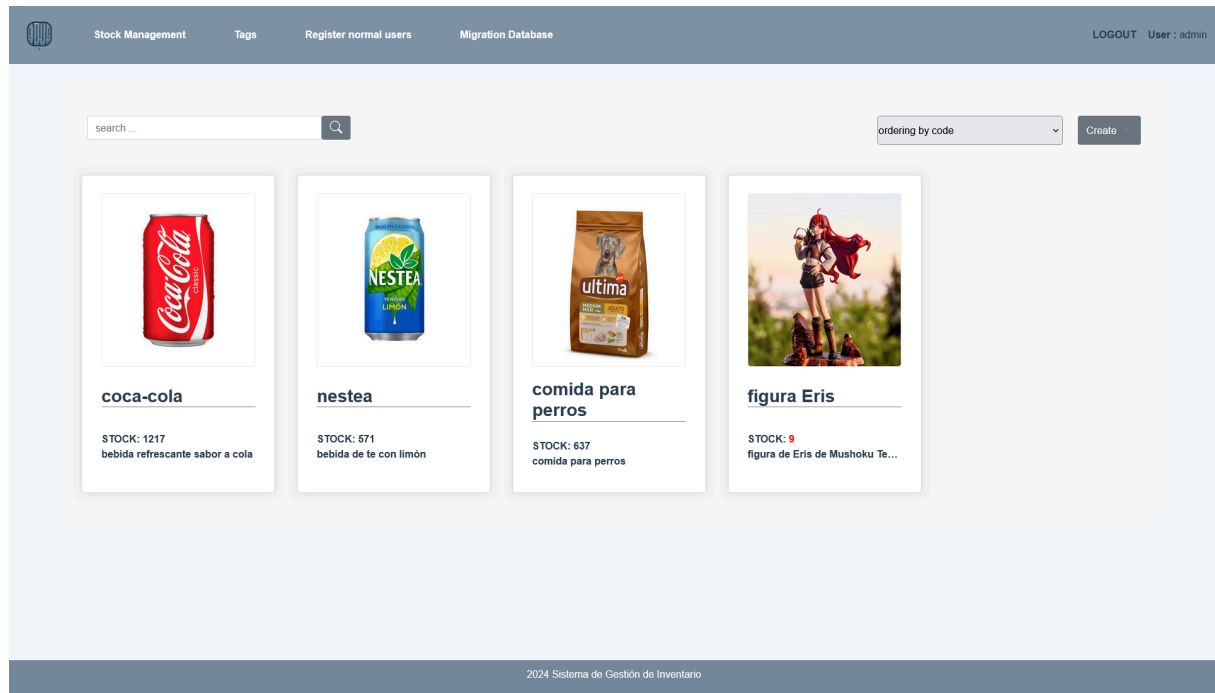 Stock Management
Tags
Register normal users
Migration Database
LOGOUT
User : admin
search ...
ordering by code
Create
Coca-Cola
classic
NESTEA
LIMÓN
ultima
ADULTO
coca-cola
nestea
comida para
perros
figura Eris
STOCK: 1217
bebida refrescante sabor a cola
STOCK: 571
bebida de te con limón
STOCK: 637
comida para perros
STOCK: 9
figura de Eris de Mushoku Te...
2024 Sistema de Gestión de Inventario